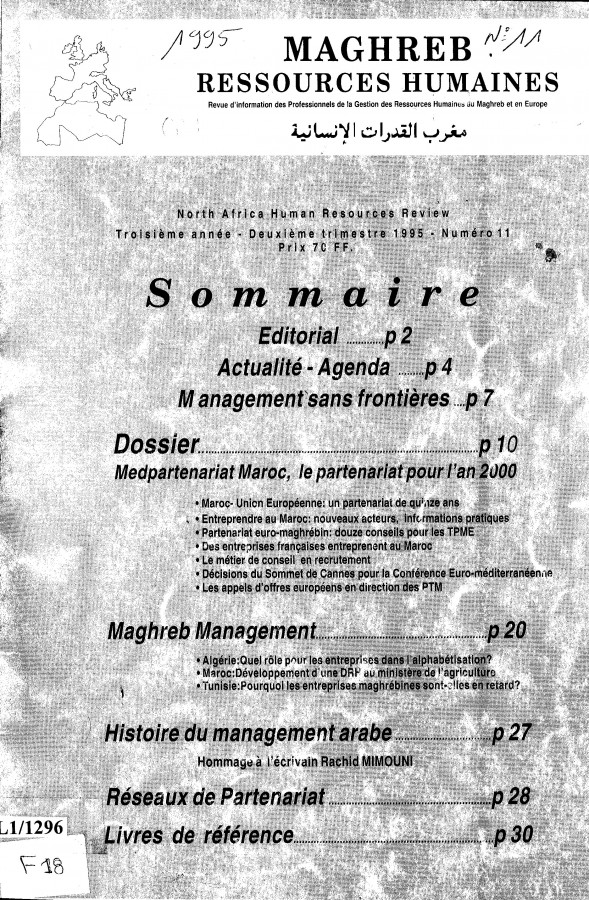 1995
N° 11
MAGHREB
RESSOURCES HUMAINES
Revue d'information des Professionnels de la Gestion des Ressources Humaines du Maghreb et en Europe
مغرب القدرات الإنسانية
North Africa Human Resources Review
Troisième année - Deuxième trimestre 1995 - Numéro 11
Prix 70 FF.
Sommaire
Editorial ............p 2
Actualité - Agenda ........p 4
Management sans frontières ...p 7
Dossier..............................................................p 10
Medpartenariat Maroc, le partenariat pour l'an 2000
• Maroc- Union Européenne: un partenariat de quinze ans
• Entreprendre au Maroc: nouveaux acteurs, Informations pratiques
• Partenariat euro-maghrébin: douze conseils pour les TPME
• Des entreprises françaises entreprenent au Maroc
• Le métier de conseil en recrutement
• Décisions du Sommet de Cannes pour la Conférence Euro-méditerranéenne
• Les appels d'offres européens en direction des PTM
Maghreb Management......................................p 20
• Algérie:Quel rôle pour les entreprises dans l'alphabétisation?
• Maroc:Développement d'une DRH au ministère de l'agriculture
• Tunisie:Pourquoi les entreprises maghrébines sont-elles en retard?
Histoire du management arabe .....................p 27
Hommage à l'écrivain Rachid MIMOUNI
Réseaux de Partenariat ....................................p 28
Livres de référence............................................p 30
L1/1296
F 18